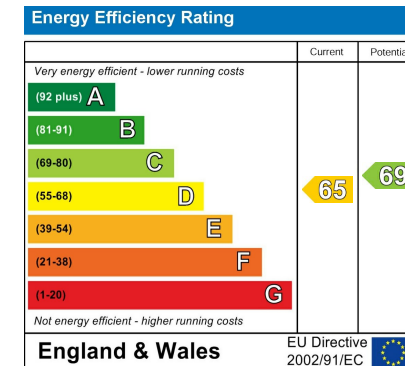 Energy Efficiency Rating
Current Potentia
Very energy efficient - lower running costs
(92 plus) A
(81-91) B
(69-80) C
(55-68) D
65
69
(39-54) E
(21-38) F
(1-20) G
Not energy efficient - higher running costs
England & Wales
EU Directive
2002/91/EC